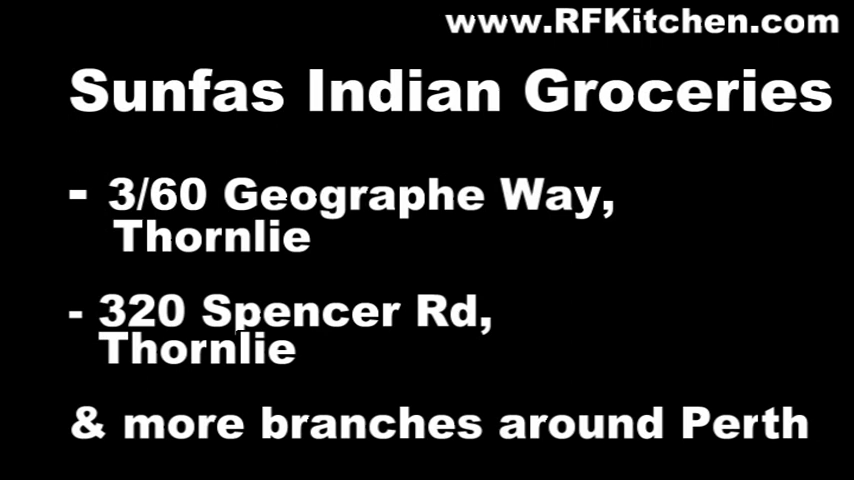 www.RFKitchen.com
Sunfas Indian Groceries
- 3/60 Geographe Way,
Thornlie
- 320 Spencer Rd,
Thornlie
& more branches around Perth